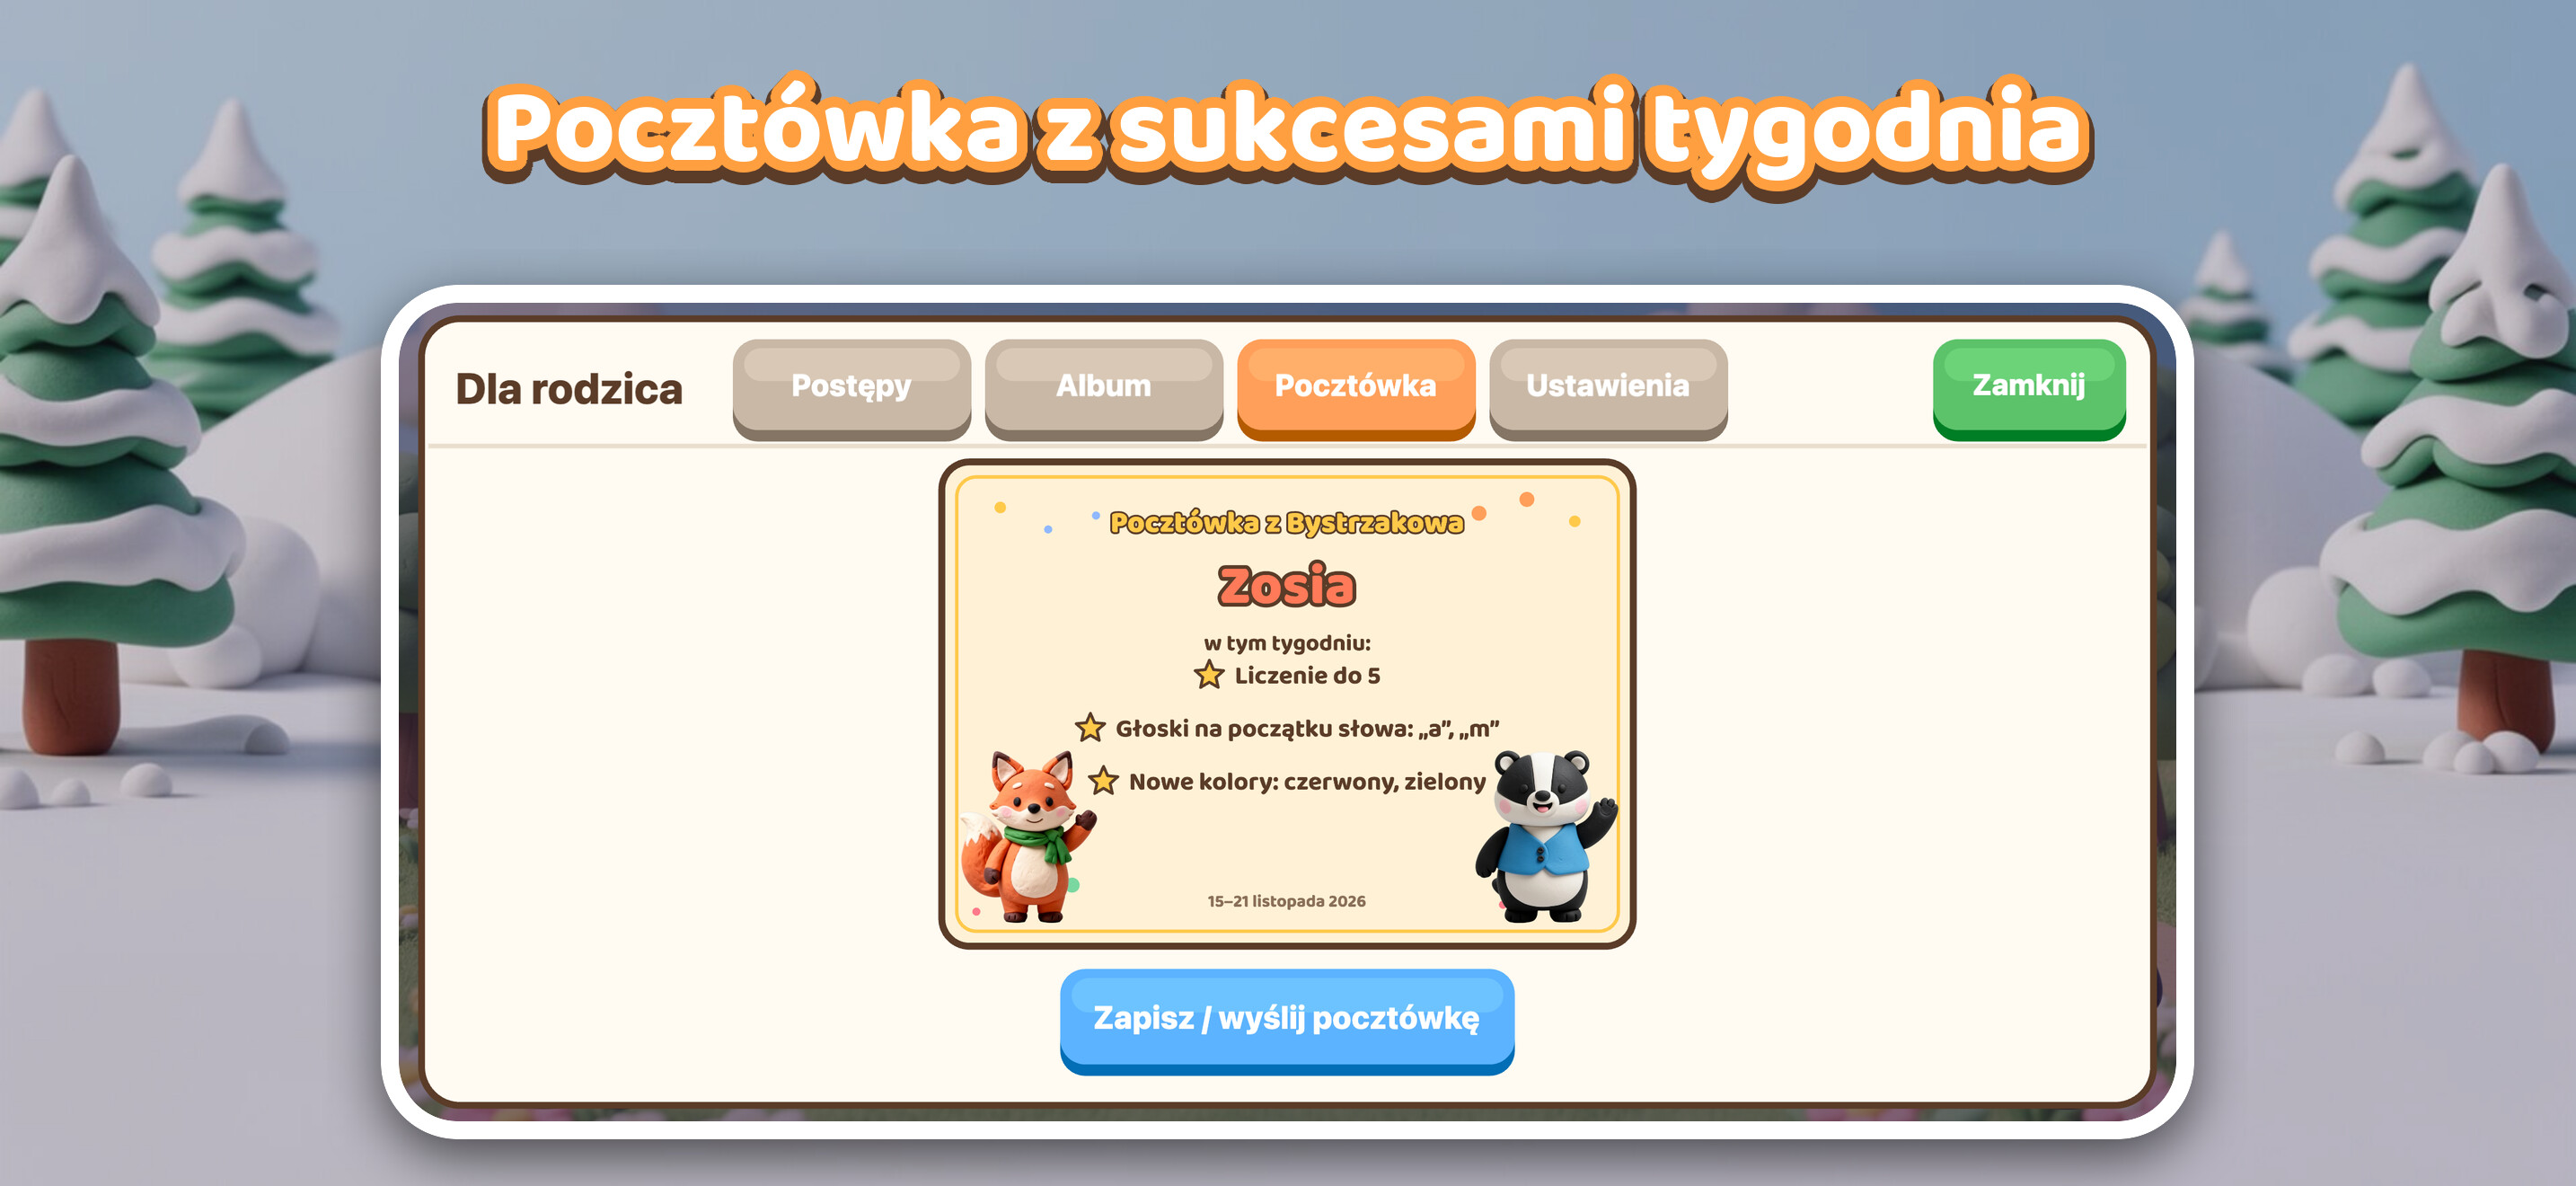 Pocztówka z sukcesami tygodnia
Dla rodzica
Postępy
Album
Pocztówka
Ustawienia
Zamknij
Pocztówka z Bystrzakowa
Zosia
w tym tygodniu:
Liczenie do 5
Głoski na początku słowa: „a”, „m”
Nowe kolory: czerwony, zielony
15–21 listopada 2026
Zapisz / wyślij pocztówkę